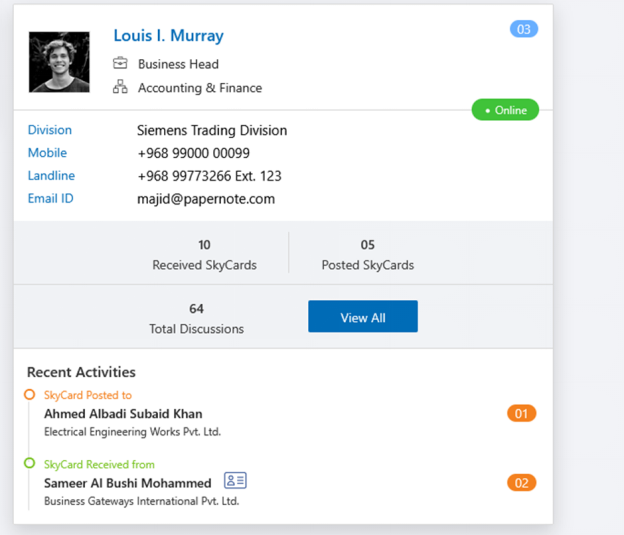 Louis I. Murray
03
Business Head
Accounting & Finance
• Online
Division Siemens Trading Division
Mobile +968 99000 00099
Landline +968 99773266 Ext. 123
Email ID majid@papernote.com
10 05
Received SkyCards Posted SkyCards
64
Total Discussions View All
Recent Activities
SkyCard Posted to
Ahmed Albadi Subaid Khan 01
Electrical Engineering Works Pvt. Ltd.
SkyCard Received from
Sameer Al Bushi Mohammed 02
Business Gateways International Pvt. Ltd.